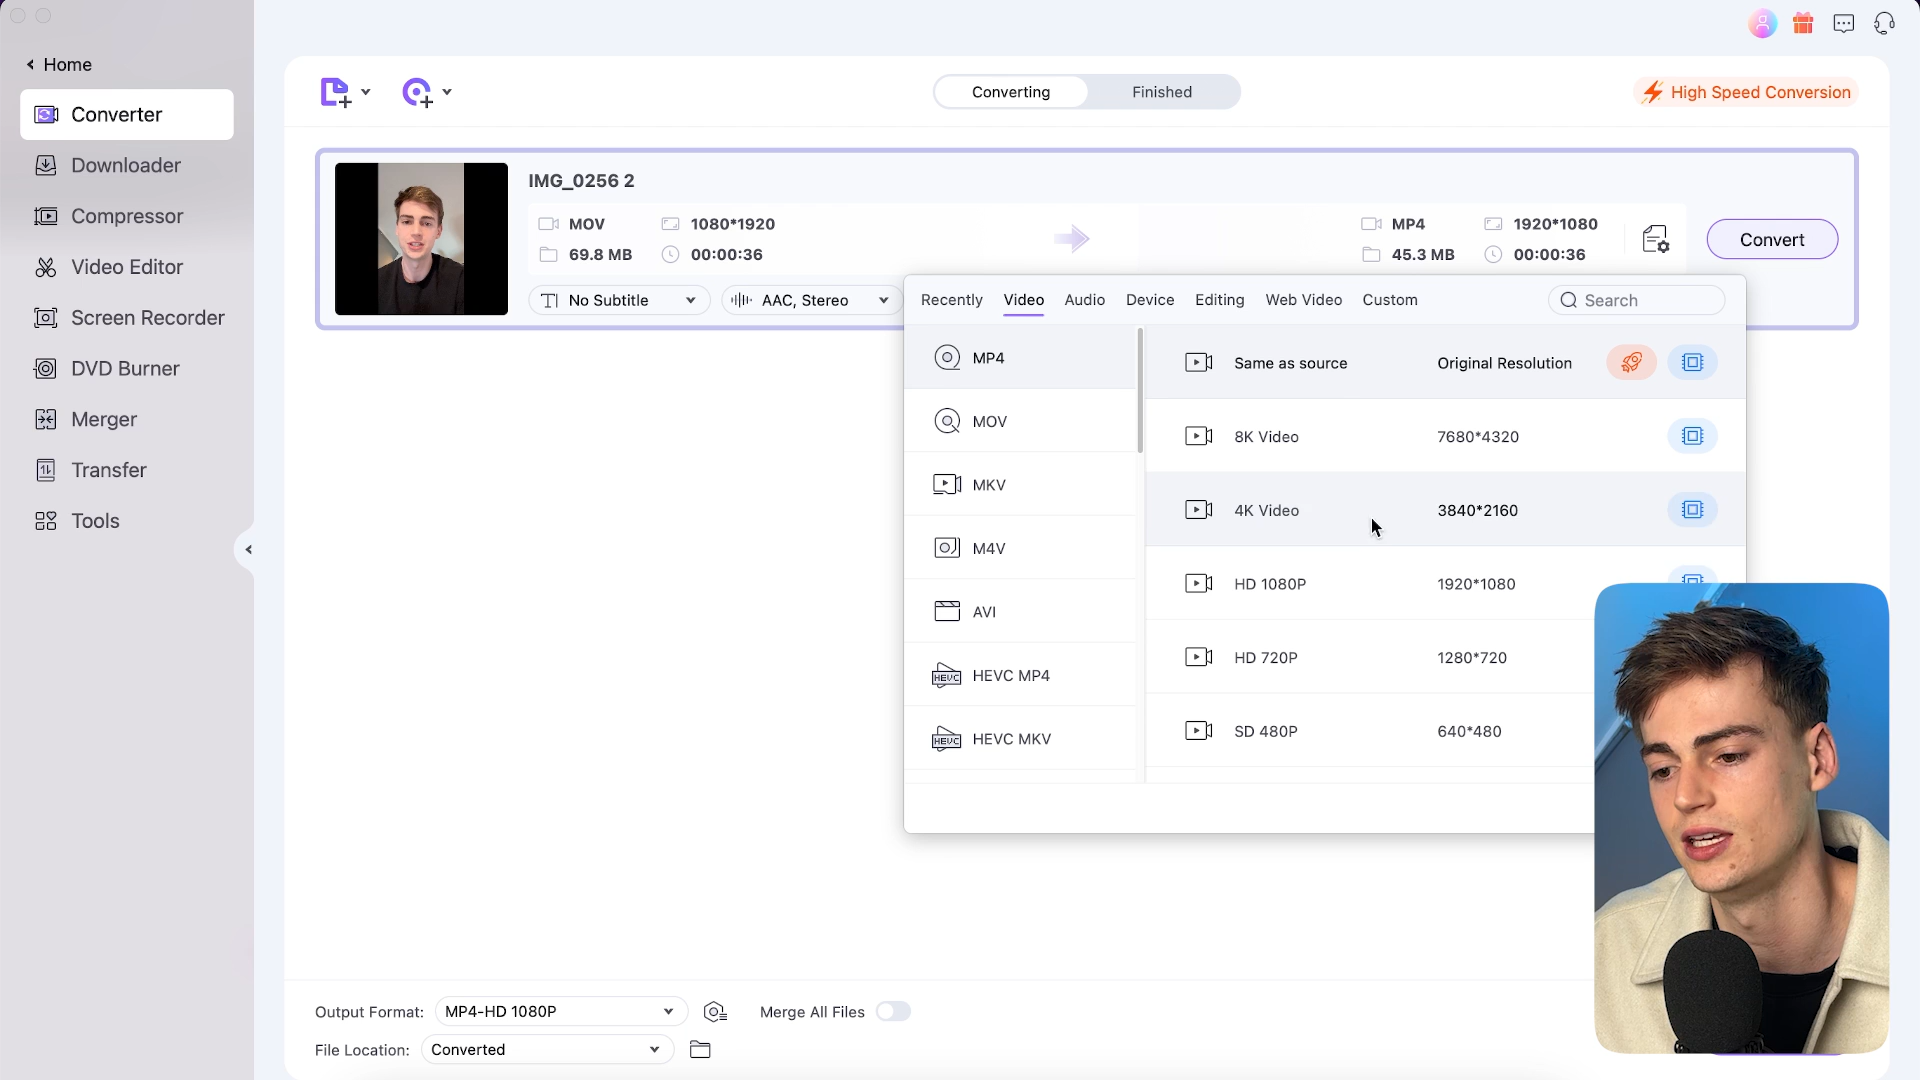 Home
Converter
Downloader
Compressor
Video Editor
Screen Recorder
DVD Burner
Merger
Transfer
Tools
Converting
Finished
High Speed Conversion
IMG_0256 2
MOV
1080*1920
69.8 MB
00:00:36
MP4
1920*1080
45.3 MB
00:00:36
Convert
No Subtitle
AAC, Stereo
Recently
Video
Audio
Device
Editing
Web Video
Custom
Search
MP4
MOV
MKV
M4V
AVI
HEVC
HEVC MP4
HEVC
HEVC MKV
Same as source
Original Resolution
8K Video
7680*4320
4K Video
3840*2160
HD 1080P
1920*1080
HD 720P
1280*720
SD 480P
640*480
Output Format:
MP4-HD 1080P
Merge All Files
File Location:
Converted